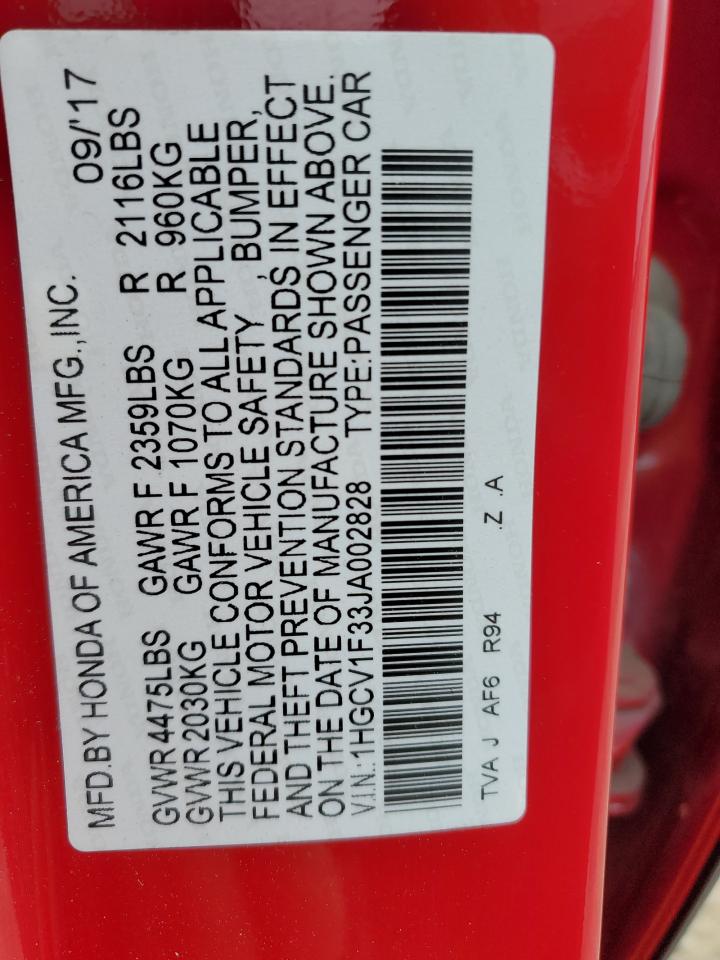 MFD.BY HONDA OF AMERICA MFG.,INC. 09/'17
GVWR 4475LBS GAWR F 2359LBS R 2116LBS
GVWR 2030KG GAWR F 1070KG R 960KG
THIS VEHICLE CONFORMS TO ALL APPLICABLE
FEDERAL MOTOR VEHICLE SAFETY , BUMPER,
AND THEFT PREVENTION STANDARDS IN EFFECT
ON THE DATE OF MANUFACTURE SHOWN ABOVE.
V.I.N.:1HGCV1F33JA002828 TYPE:PASSENGER CAR
TVA J AF6 R94 .Z .A